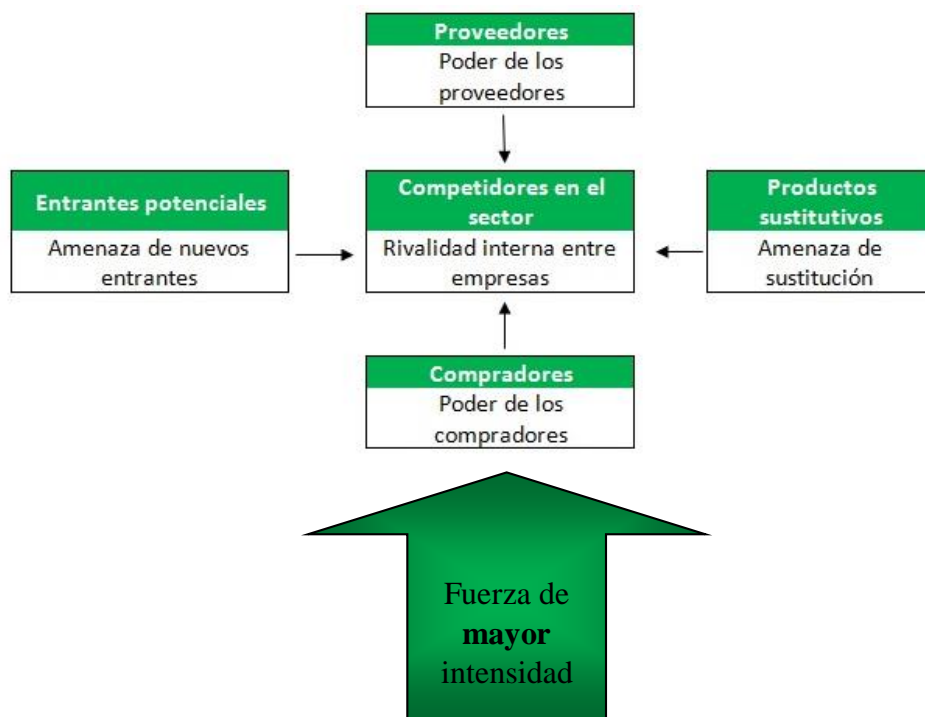 Proveedores
Poder de los
proveedores
Entrantes potenciales
Amenaza de nuevos
entrantes
Competidores en el
sector
Rivalidad interna entre
empresas
Productos
sustitutivos
Amenaza de
sustitución
Compradores
Poder de los
compradores
Fuerza de
mayor
intensidad